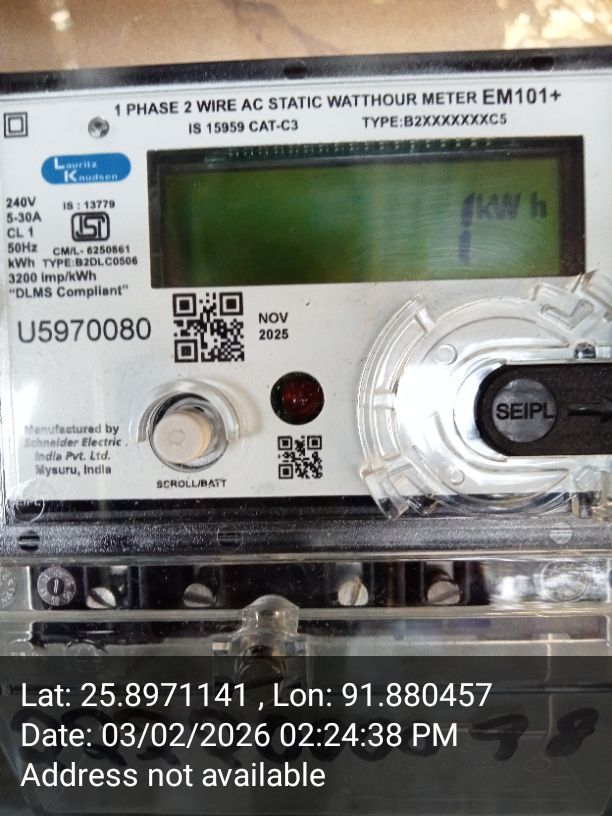 1 PHASE 2 WIRE AC STATIC WATTHOUR METER EM101+
IS 15959 CAT-C3 TYPE:B2XXXXXXXC5
Lauritz
Knudsen
240V
5-30A
CL 1
50Hz
kWh
3200 imp/kWh
"DLMS Compliant"
IS : 13779
ISI
CM/L- 6250861
TYPE:B2DLC0506
1 kWh
U5970080
NOV
2025
SEIPL
Manufactured by
Schneider Electric
India Pvt. Ltd.
Mysuru, India
SCROLL/BATT
Lat: 25.8971141 , Lon: 91.880457
Date: 03/02/2026 02:24:38 PM
Address not available